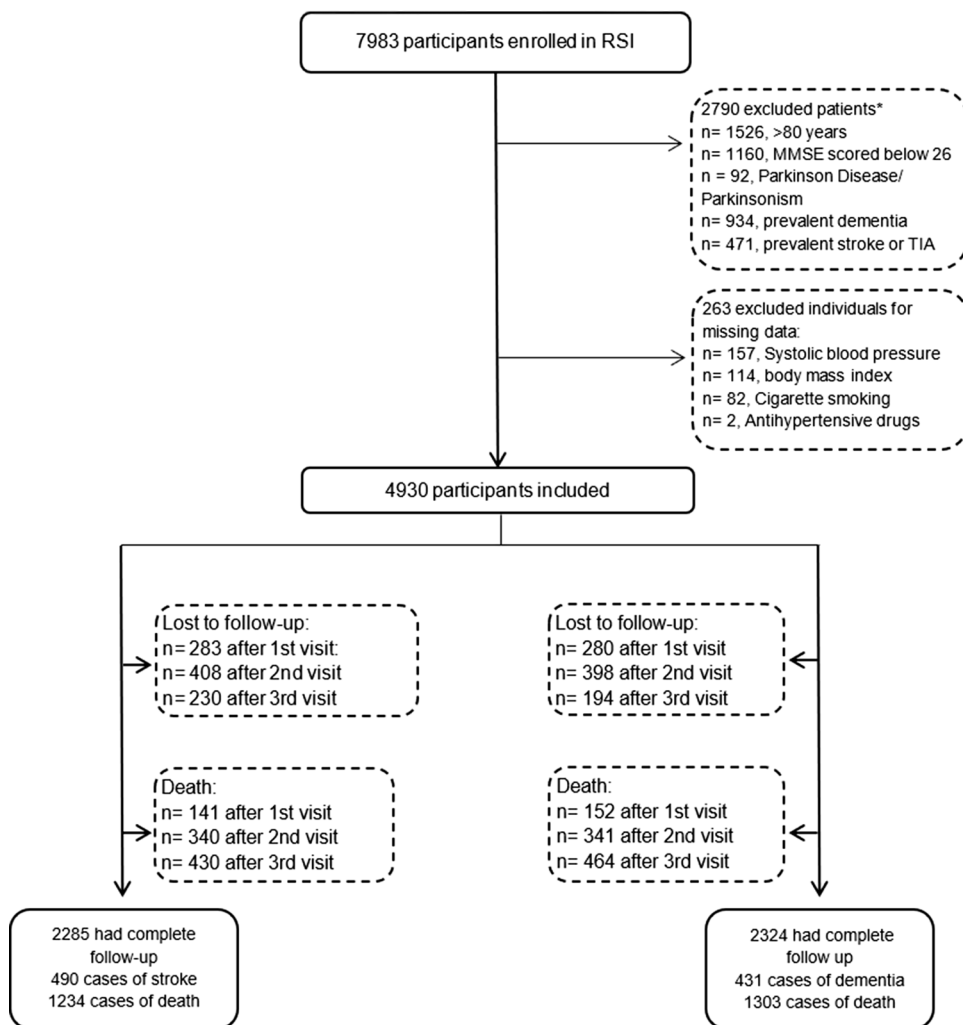 7983 participants enrolled in RSI
2790 excluded patients*
n= 1526, >80 years
n= 1160, MMSE scored below 26
n = 92, Parkinson Disease/
Parkinsonism
n= 934, prevalent dementia
n= 471, prevalent stroke or TIA
263 excluded individuals for
missing data:
n= 157, Systolic blood pressure
n= 114, body mass index
n= 82, Cigarette smoking
n= 2, Antihypertensive drugs
4930 participants included
Lost to follow-up:
n= 283 after 1st visit:
n= 408 after 2nd visit
n= 230 after 3rd visit
Lost to follow-up:
n= 280 after 1st visit
n= 398 after 2nd visit
n= 194 after 3rd visit
Death:
n= 141 after 1st visit
n= 340 after 2nd visit
n= 430 after 3rd visit
Death:
n= 152 after 1st visit
n= 341 after 2nd visit
n= 464 after 3rd visit
2285 had complete
follow-up
490 cases of stroke
1234 cases of death
2324 had complete
follow up
431 cases of dementia
1303 cases of death